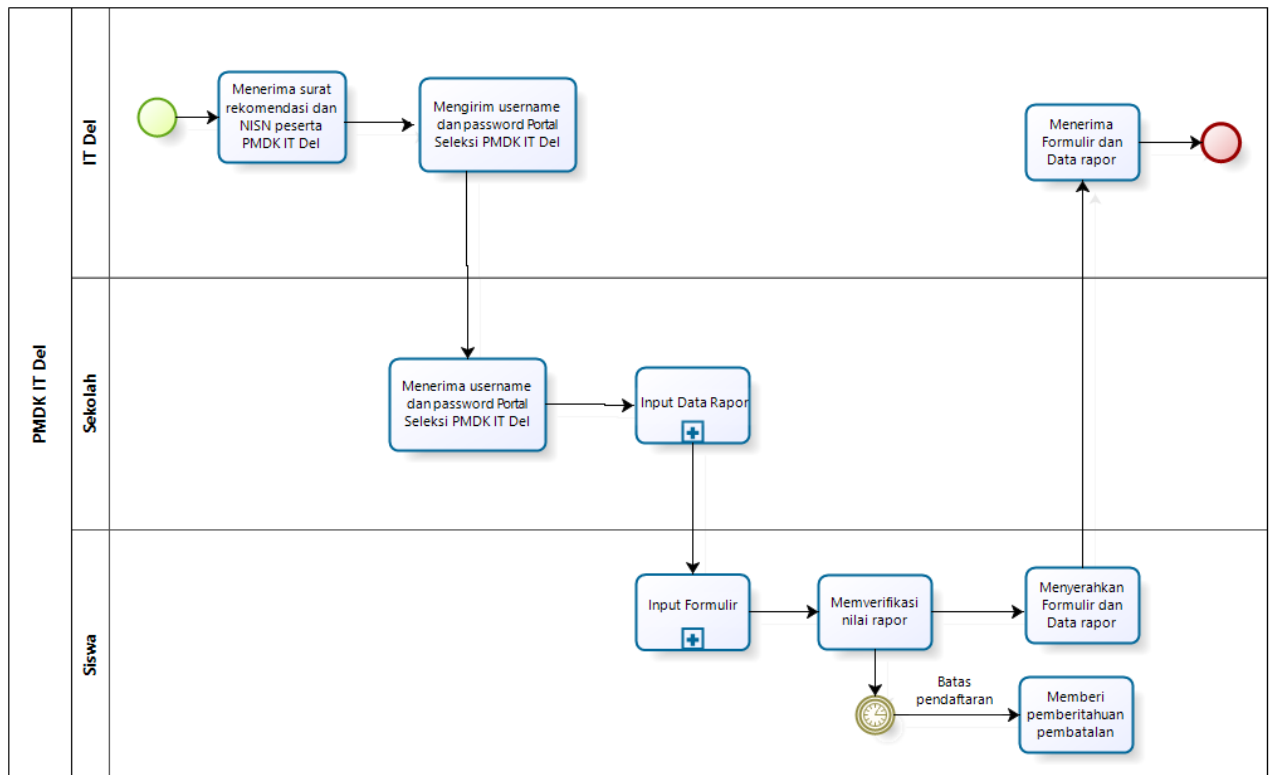 PMDK IT Del
IT Del
Menerima surat
rekomendasi dan
NISN peserta
PMDK IT Del
Mengirim username
dan password Portal
Seleksi PMDK IT Del
Menerima
Formulir dan
Data rapor
Sekolah
Menerima username
dan password Portal
Seleksi PMDK IT Del
Input Data Rapor
Siswa
Input Formulir
Memverifikasi
nilai rapor
Menyerahkan
Formulir dan
Data rapor
Batas
pendaftaran
Memberi
pemberitahuan
pembatalan